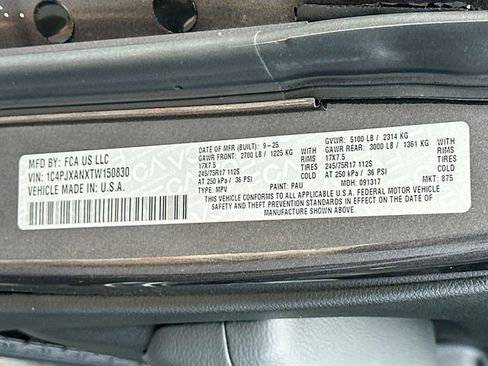 MFD BY: FCA US LLC
VIN: 1C4PJXANXTW150830
VEHICLE MADE IN: U.S.A.
DATE OF MFR (BUILT): 9-25
GAWR FRONT: 2700 LB / 1225 KG WITH
17X7.5 TIRES
245/75R17 112S RIMS
AT 250 kPa / 36 PSI COLD
TYPE: MPV PAINT: PAU
GVWR: 5100 LB / 2314 KG
GAWR REAR: 3000 LB / 1361 KG WITH
17X7.5 TIRES
245/75R17 112S RIMS
AT 250 kPa / 36 PSI COLD
MDH: 091317 MKT: 875
THIS VEHICLE CONFORMS TO ALL APPLICABLE U.S.A. FEDERAL MOTOR VEHICLE
SAFETY, BUMPER AND THEFT PREVENTION STANDARDS IN EFFECT ON THE DATE OF
MANUFACTURE SHOWN ABOVE.